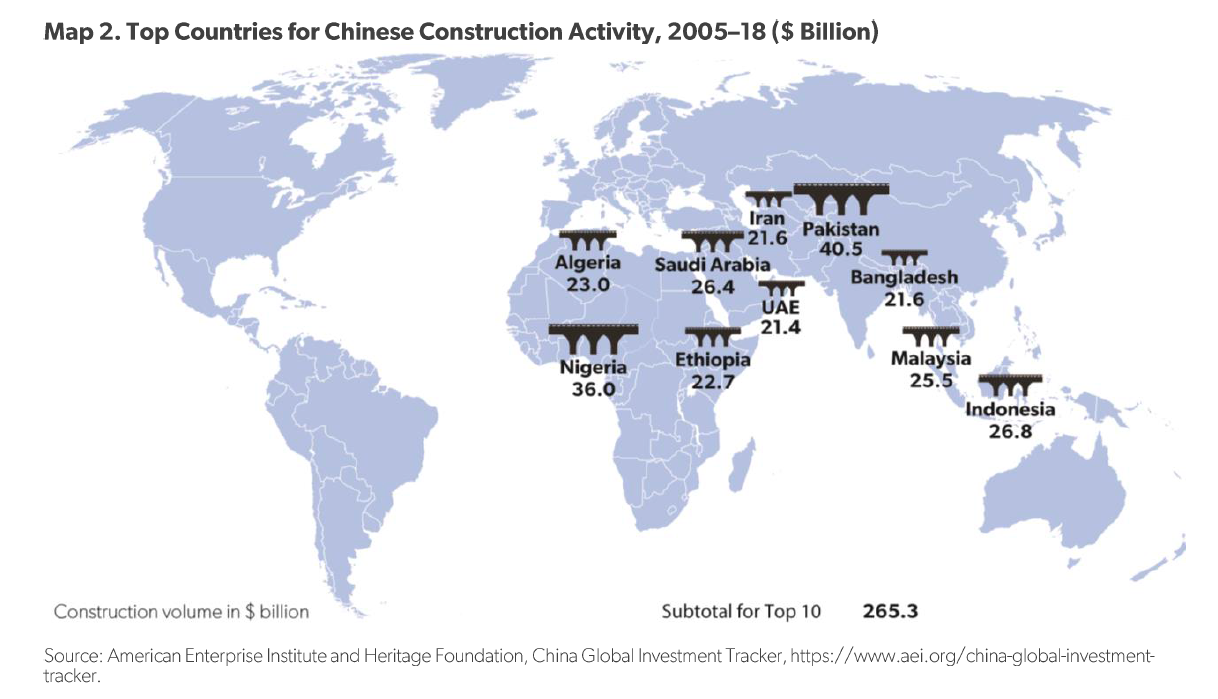 Map 2. Top Countries for Chinese Construction Activity, 2005–18 ($ Billion)
Iran
21.6
Pakistan
40.5
Algeria
23.0
Saudi Arabia
26.4
Bangladesh
21.6
UAE
21.4
Nigeria
36.0
Ethiopia
22.7
Malaysia
25.5
Indonesia
26.8
Construction volume in $ billion
Subtotal for Top 10 265.3
Source: American Enterprise Institute and Heritage Foundation, China Global Investment Tracker, https://www.aei.org/china-global-investment-
tracker.